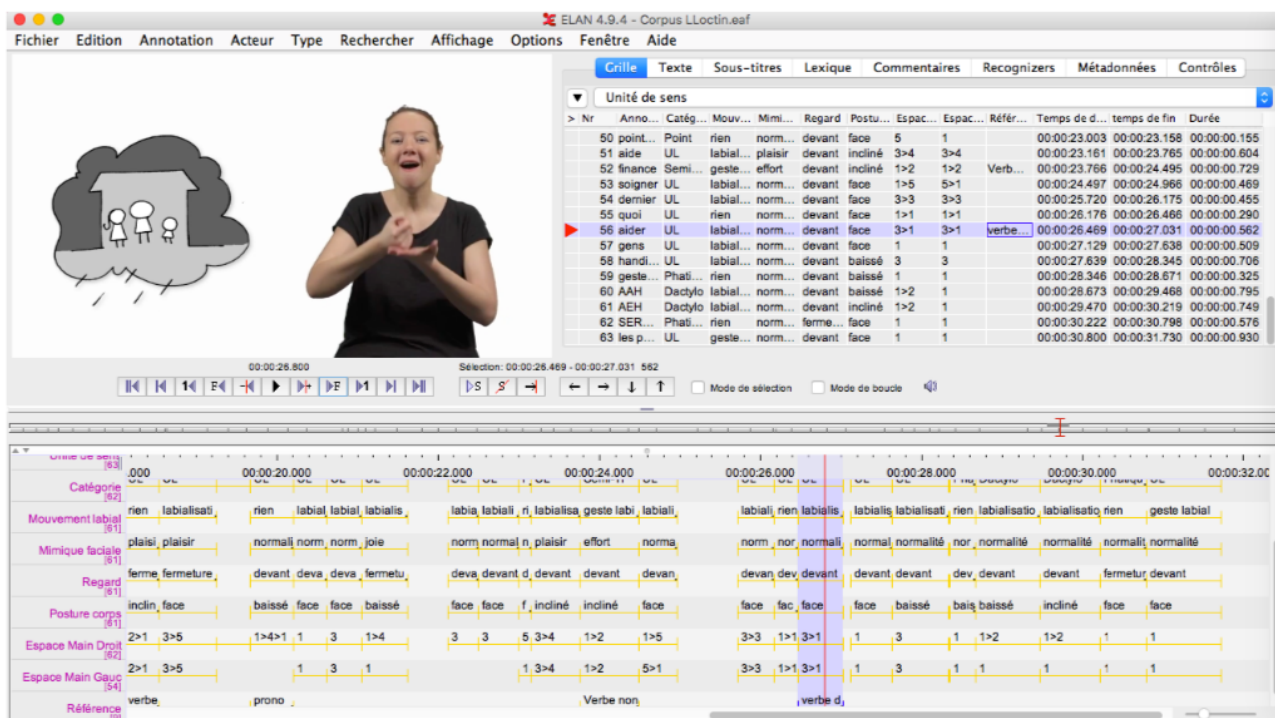 ELAN 4.9.4 - Corpus LLoctin.eaf
Fichier Edition Annotation Acteur Type Rechercher Affichage Options Fenêtre Aide
Grille Texte Sous-titres Lexique Commentaires Recognizers Métadonnées Contrôles
Unité de sens
> Nr Anno... Catég... Mouv... Mimi... Regard Postu... Espac... Espac... Référ... Temps de d... temps de fin Durée
50 point... Point rien norm... devant face 5 1 00:00:23.003 00:00:23.158 00:00:00.155
51 aide UL labial... plaisir devant incliné 3>4 3>4 00:00:23.161 00:00:23.765 00:00:00.604
52 finance Semi... geste... effort devant incliné 1>2 1>2 Verb... 00:00:23.766 00:00:24.495 00:00:00.729
53 soigner UL labial... norm... devant face 1>5 5>1 00:00:24.497 00:00:24.966 00:00:00.469
54 dernier UL labial... norm... devant face 3>3 3>3 00:00:25.720 00:00:26.175 00:00:00.455
55 quoi UL rien norm... devant face 1>1 1>1 00:00:26.176 00:00:26.466 00:00:00.290
56 aider UL labial... norm... devant face 3>1 3>1 verbe... 00:00:26.469 00:00:27.031 00:00:00.562
57 gens UL labial... norm... devant face 1 1 00:00:27.129 00:00:27.638 00:00:00.509
58 handi... UL labial... norm... devant baissé 3 3 00:00:27.639 00:00:28.345 00:00:00.706
59 geste... Phati... rien norm... devant baissé 1 1 00:00:28.346 00:00:28.671 00:00:00.325
60 AAH Dactylo labial... norm... devant baissé 1>2 1 00:00:28.673 00:00:29.468 00:00:00.795
61 AEH Dactylo labial... norm... devant incliné 1>2 1 00:00:29.470 00:00:30.219 00:00:00.749
62 SER... Phati... rien norm... ferme... face 1 1 00:00:30.222 00:00:30.798 00:00:00.576
63 les p... UL geste... norm... devant face 1 1 00:00:30.800 00:00:31.730 00:00:00.930
00:00:26.800 Sélection: 00:00:26.469 - 00:00:27.031 562
Mode de sélection Mode de boucle
Unité de sens
[63]
.000 00:00:20.000 00:00:22.000 00:00:24.000 00:00:26.000 00:00:28.000 00:00:30.000 00:00:32.00
Catégorie
[62]
Mouvement labial rien labialisati rien labial labial labialis labia labiali ri labialisa geste labi labiali labiali rien labialis labialis labialisati rien labialisatio labialisatio rien geste labial
[61]
Mimique faciale plaisi plaisir normali norm norm joie norm normal n plaisir effort norma norm nor normali normal normalité nor normalité normalité normalit normalité
[61]
Regard ferme fermeture devant deva deva fermetu deva devant d devant devant devan devan dev devant devant devant dev devant devant fermetur devant
[61]
Posture corps inclin face baissé face face baissé face face f incliné incliné face face fac face face baissé bais baissé incliné face face
[61]
Espace Main Droit 2>1 3>5 1>4>1 1 3 1>4 3 3 5 3>4 1>2 1>5 3>3 1>1 3>1 1 3 1 1>2 1>2 1 1
[62]
Espace Main Gauc 2>1 3>5 1 3 1 1 3>4 1>2 5>1 3>3 1>1 3>1 1 3 1 1 1 1 1
[54]
Référence verbe prono Verbe non verbe d